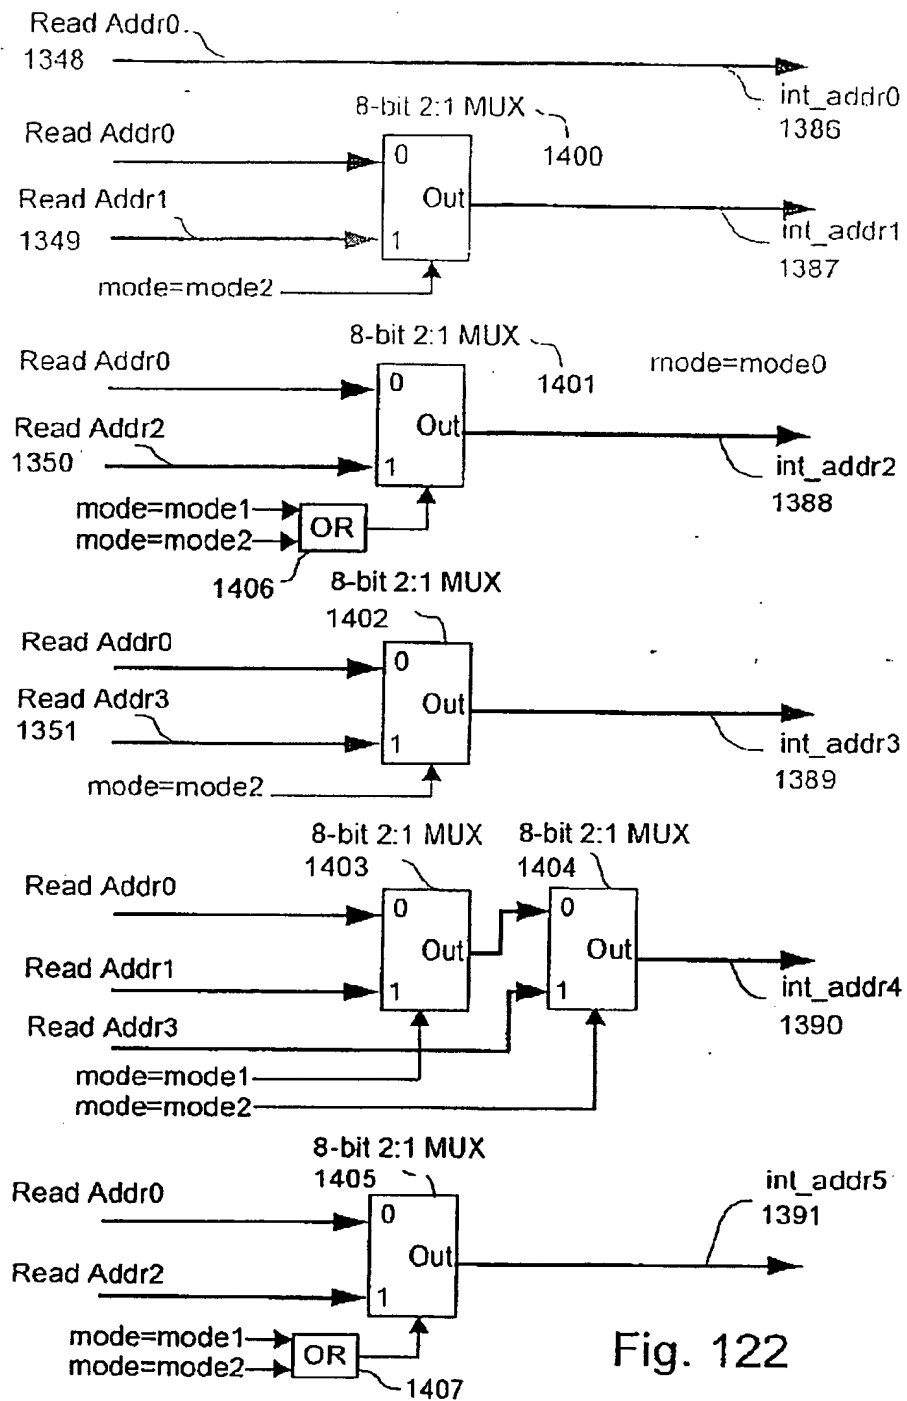 Read Addr0.
1348
int_addr0
1386
8-bit 2:1 MUX
1400
Read Addr0
0
Out
Read Addr1
1349
1
int_addr1
1387
mode=mode2
8-bit 2:1 MUX
1401
mode=mode0
Read Addr0
0
Out
Read Addr2
1350
1
int_addr2
1388
mode=mode1
mode=mode2
OR
1406
8-bit 2:1 MUX
1402
Read Addr0
0
Out
Read Addr3
1351
1
int_addr3
1389
mode=mode2
8-bit 2:1 MUX
1403
8-bit 2:1 MUX
1404
Read Addr0
0
0
Out
Out
Read Addr1
1
1
int_addr4
1390
Read Addr3
mode=mode1
mode=mode2
8-bit 2:1 MUX
1405
Read Addr0
0
int_addr5
1391
Out
Read Addr2
1
mode=mode1
mode=mode2
OR
1407
Fig. 122